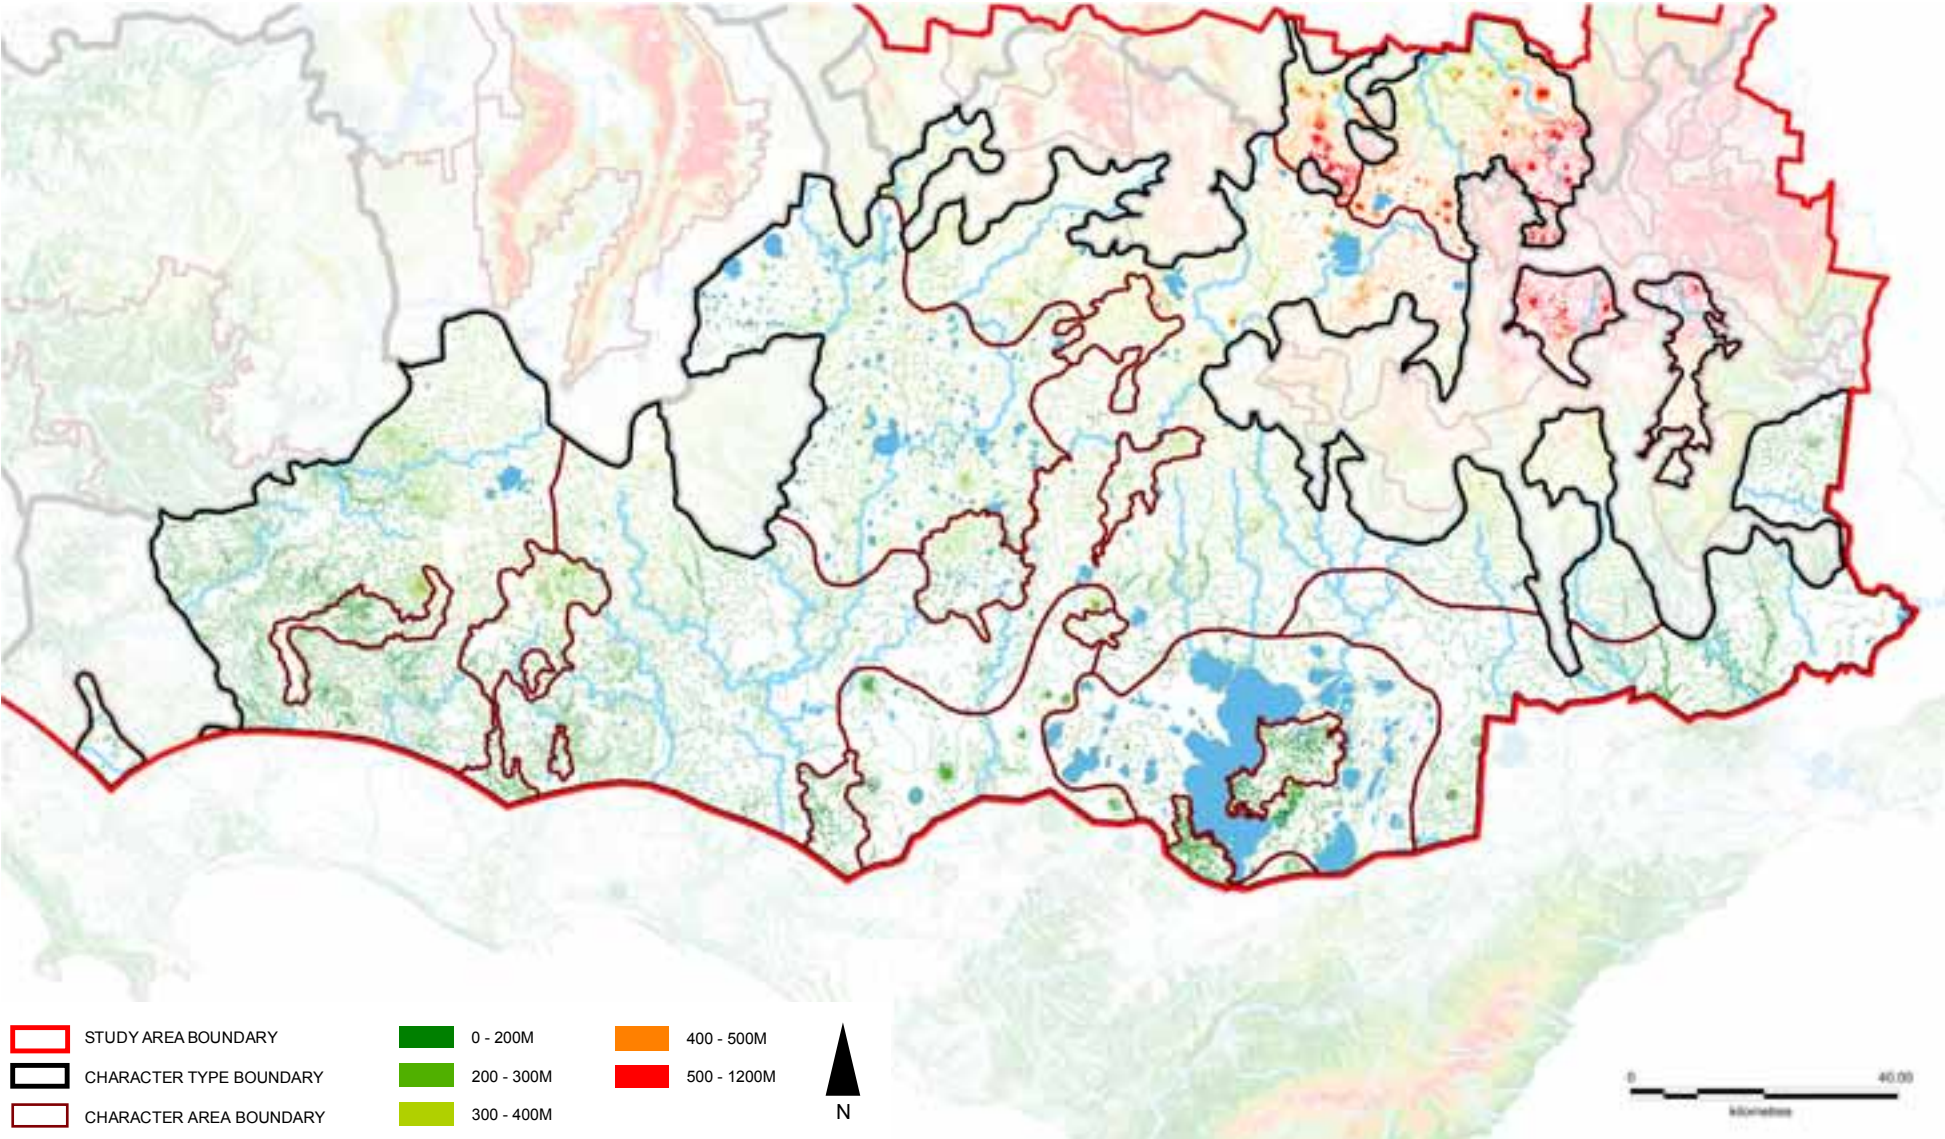 STUDY AREA BOUNDARY
CHARACTER TYPE BOUNDARY
CHARACTER AREA BOUNDARY
0 - 200M
200 - 300M
300 - 400M
400 - 500M
500 - 1200M
N
0 40.00
kilometres